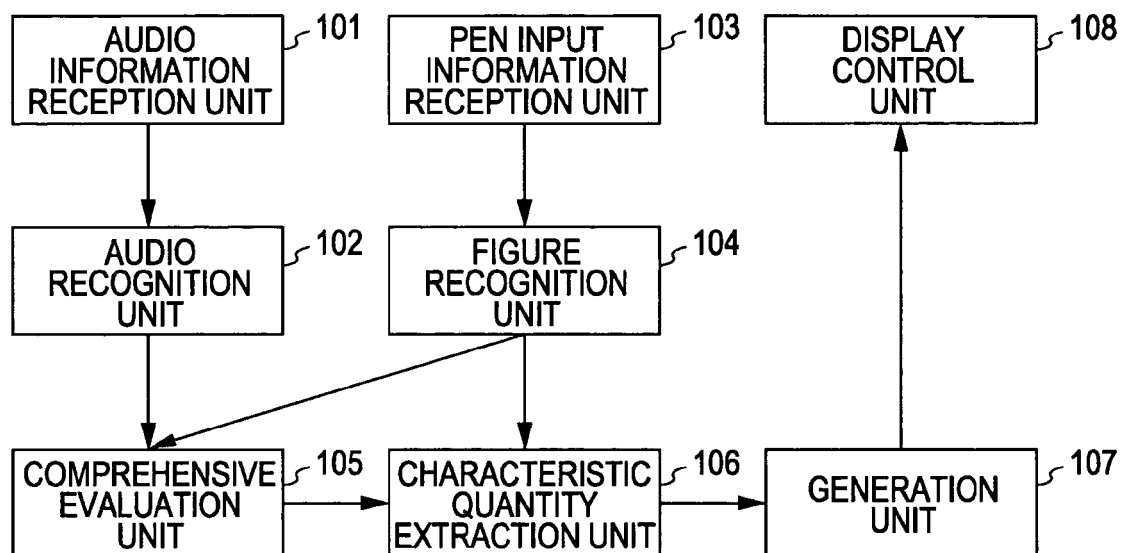 AUDIO
INFORMATION
RECEPTION UNIT
101
PEN INPUT
INFORMATION
RECEPTION UNIT
103
DISPLAY
CONTROL
UNIT
108
AUDIO
RECOGNITION
UNIT
102
FIGURE
RECOGNITION
UNIT
104
COMPREHENSIVE
EVALUATION
UNIT
105
CHARACTERISTIC
QUANTITY
EXTRACTION UNIT
106
GENERATION
UNIT
107